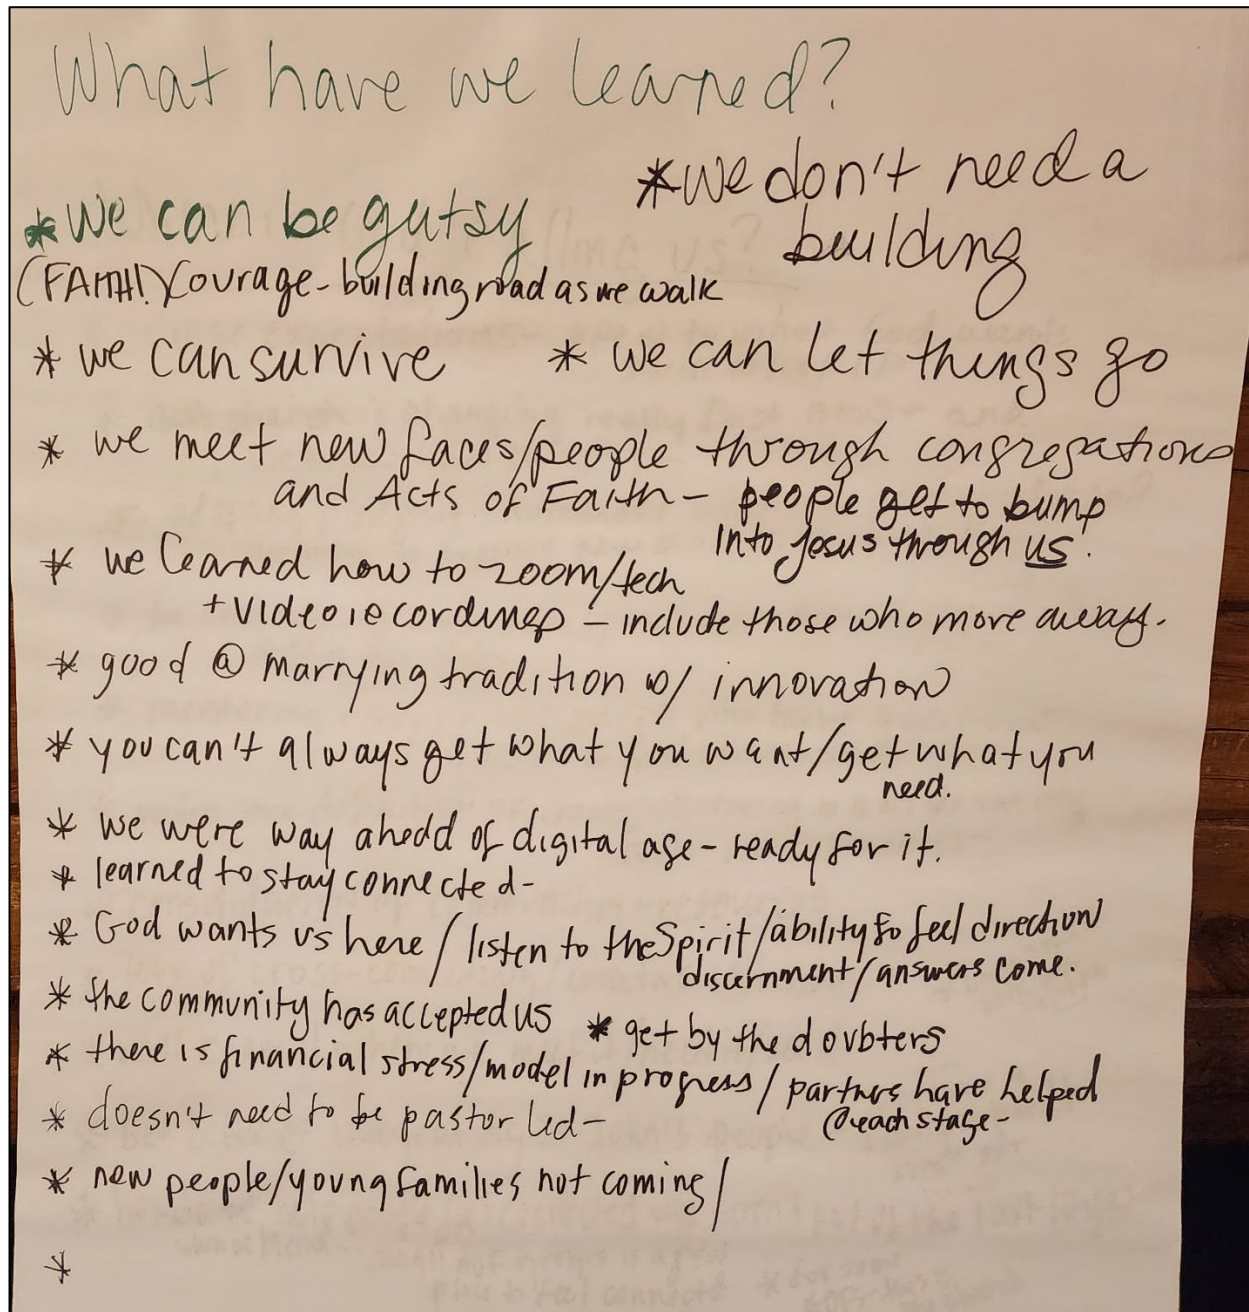 What have we learned?
*we don't need a
building
*we can be gutsy
(FAITH!) Courage - building road as we walk
* we can survive * we can let things go
* we meet new faces/people through congregations
and Acts of Faith - people get to bump
into Jesus through us.
* we learned how to zoom/tech
+ video recordings - include those who more away.
* good @ marrying tradition w/ innovation
* you can't always get what you want/get what you
need.
* we were way ahedd of digital age - ready for it.
* learned to stay connected -
* God wants us here / listen to the Spirit/ability to feel direction
discernment/answers come.
* the community has accepted us * get by the doubters
* there is financial stress/model in progress / partners have helped
@each stage -
* doesn't need to be pastor led -
* new people/young families not coming/
*